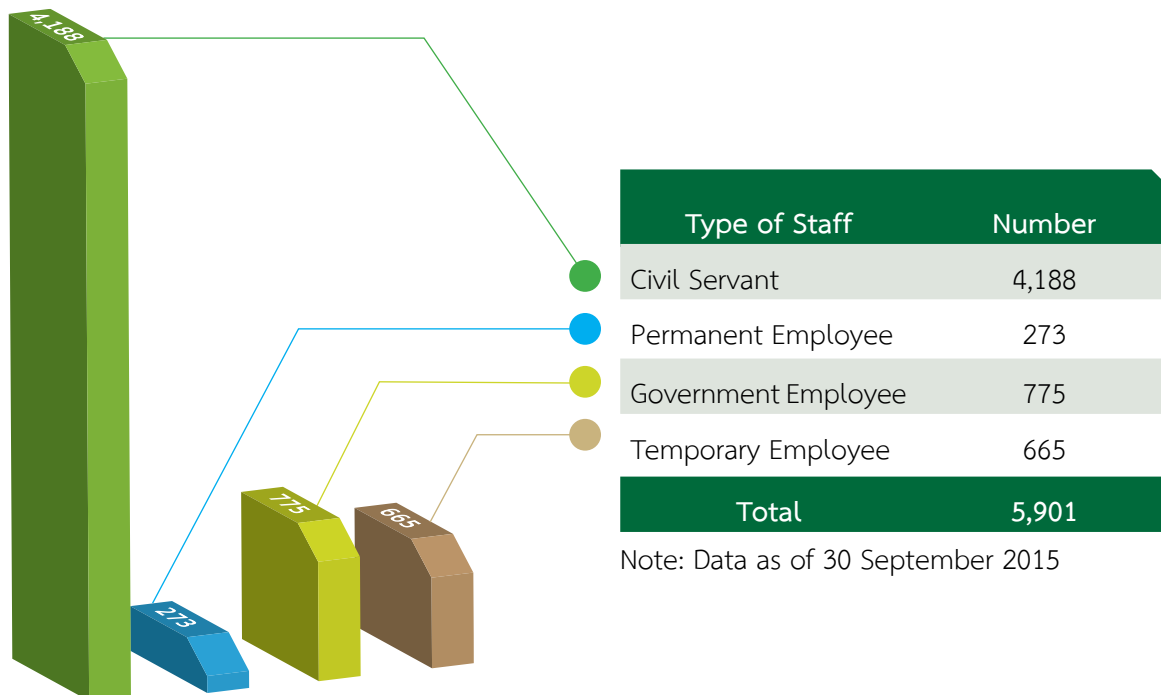 4,188
273
775
665
Type of Staff Number
Civil Servant 4,188
Permanent Employee 273
Government Employee 775
Temporary Employee 665
Total 5,901
Note: Data as of 30 September 2015